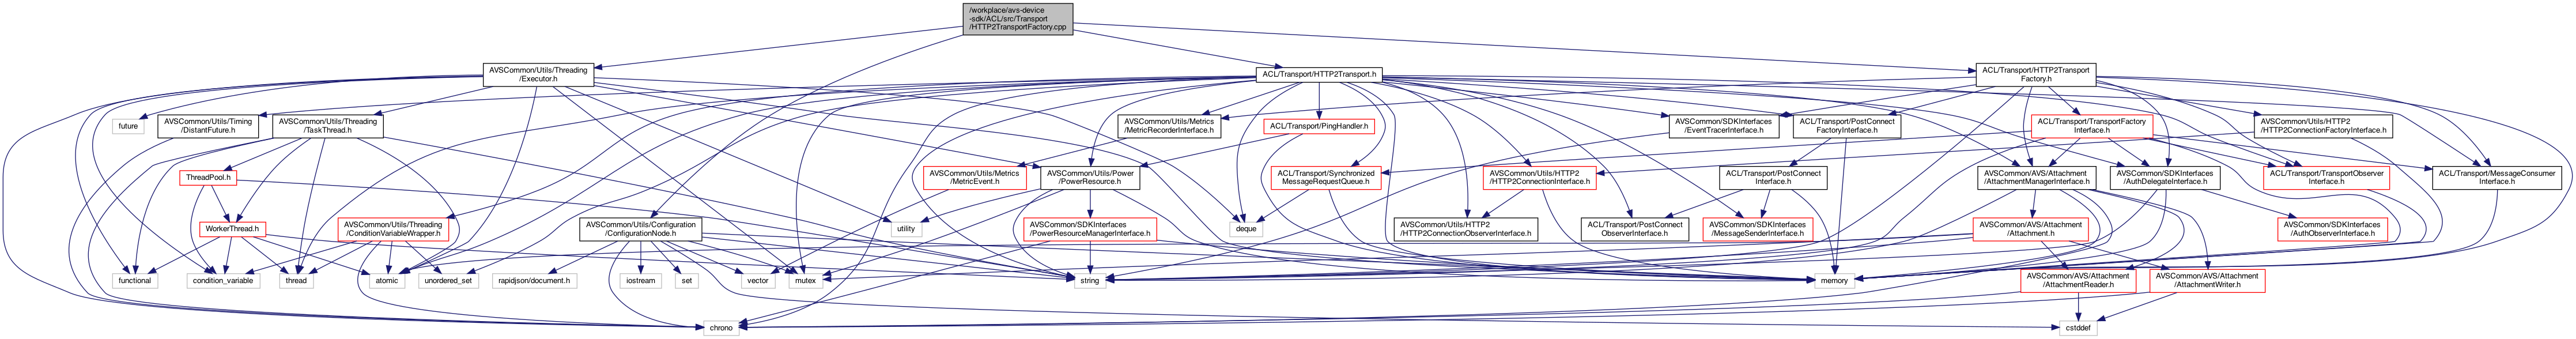 /workplace/avs-device
-sdk/ACL/src/Transport
/HTTP2TransportFactory.cpp
AVSCommon/Utils/Threading
/Executor.h
ACL/Transport/HTTP2Transport.h
ACL/Transport/HTTP2Transport
Factory.h
future
AVSCommon/Utils/Timing
/DistantFuture.h
AVSCommon/Utils/Threading
/TaskThread.h
AVSCommon/Utils/Metrics
/MetricRecorderInterface.h
ACL/Transport/PingHandler.h
AVSCommon/SDKInterfaces
/EventTracerInterface.h
ACL/Transport/PostConnect
FactoryInterface.h
ACL/Transport/TransportFactory
Interface.h
AVSCommon/Utils/HTTP2
/HTTP2ConnectionFactoryInterface.h
ThreadPool.h
AVSCommon/Utils/Metrics
/MetricEvent.h
AVSCommon/Utils/Power
/PowerResource.h
ACL/Transport/Synchronized
MessageRequestQueue.h
AVSCommon/Utils/HTTP2
/HTTP2ConnectionInterface.h
ACL/Transport/PostConnect
Interface.h
AVSCommon/AVS/Attachment
/AttachmentManagerInterface.h
AVSCommon/SDKInterfaces
/AuthDelegateInterface.h
ACL/Transport/TransportObserver
Interface.h
ACL/Transport/MessageConsumer
Interface.h
WorkerThread.h
AVSCommon/Utils/Threading
/ConditionVariableWrapper.h
AVSCommon/Utils/Configuration
/ConfigurationNode.h
utility
AVSCommon/SDKInterfaces
/PowerResourceManagerInterface.h
deque
AVSCommon/Utils/HTTP2
/HTTP2ConnectionObserverInterface.h
ACL/Transport/PostConnect
ObserverInterface.h
AVSCommon/SDKInterfaces
/MessageSenderInterface.h
AVSCommon/AVS/Attachment
/Attachment.h
AVSCommon/SDKInterfaces
/AuthObserverInterface.h
functional
condition_variable
thread
atomic
unordered_set
rapidjson/document.h
iostream
set
vector
mutex
string
memory
AVSCommon/AVS/Attachment
/AttachmentReader.h
AVSCommon/AVS/Attachment
/AttachmentWriter.h
chrono
cstddef